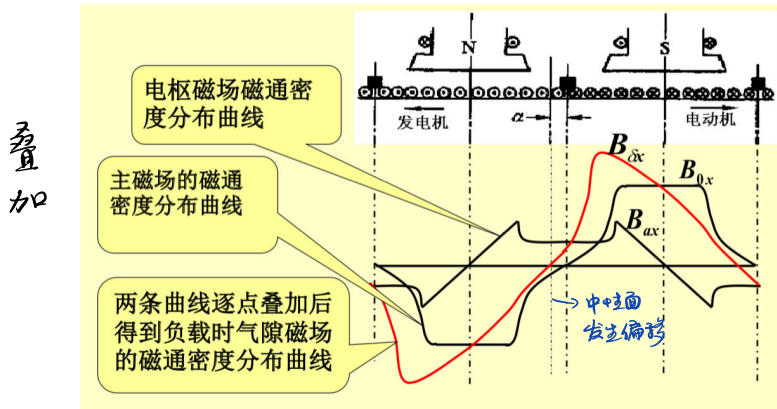 叠
加
N
S
发电机
α
电动机
电枢磁场磁通密
度分布曲线
主磁场的磁通
密度分布曲线
两条曲线逐点叠加后
得到负载时气隙磁场
的磁通密度分布曲线
Bδx
B0x
Bax
→中性面
发生偏移